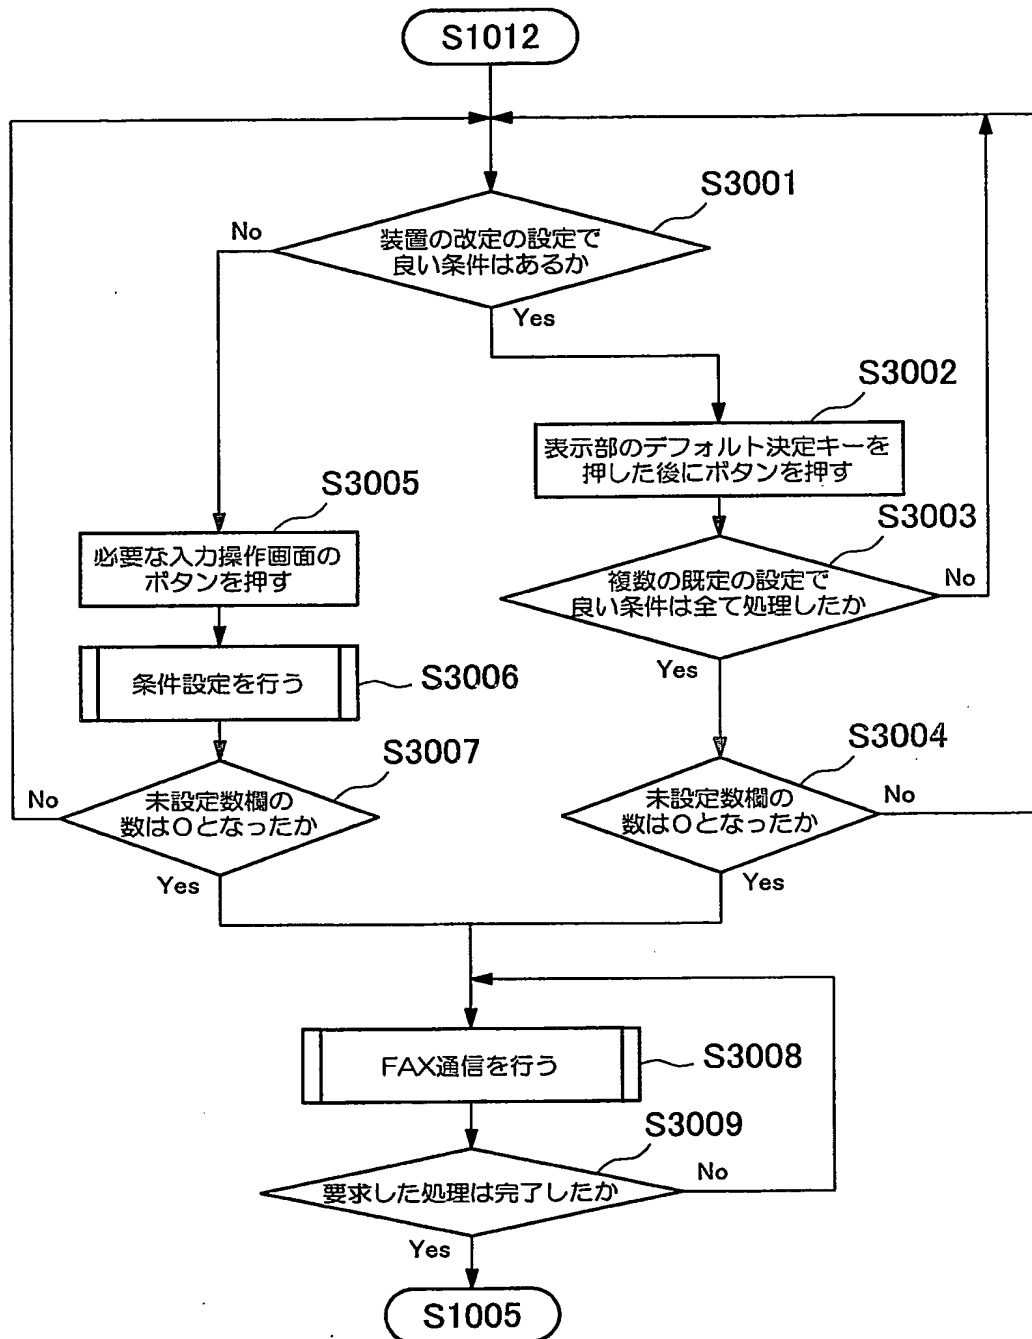 S1012
S3001
装置の改定の設定で
良い条件はあるか
No
Yes
S3002
表示部のデフォルト決定キーを
押した後にボタンを押す
S3005
必要な入力操作画面の
ボタンを押す
S3003
複数の既定の設定で
良い条件は全て処理したか
No
Yes
条件設定を行う
S3006
S3007
未設定数欄の
数は0となったか
No
Yes
S3004
未設定数欄の
数は0となったか
No
Yes
FAX通信を行う
S3008
S3009
要求した処理は完了したか
No
Yes
S1005